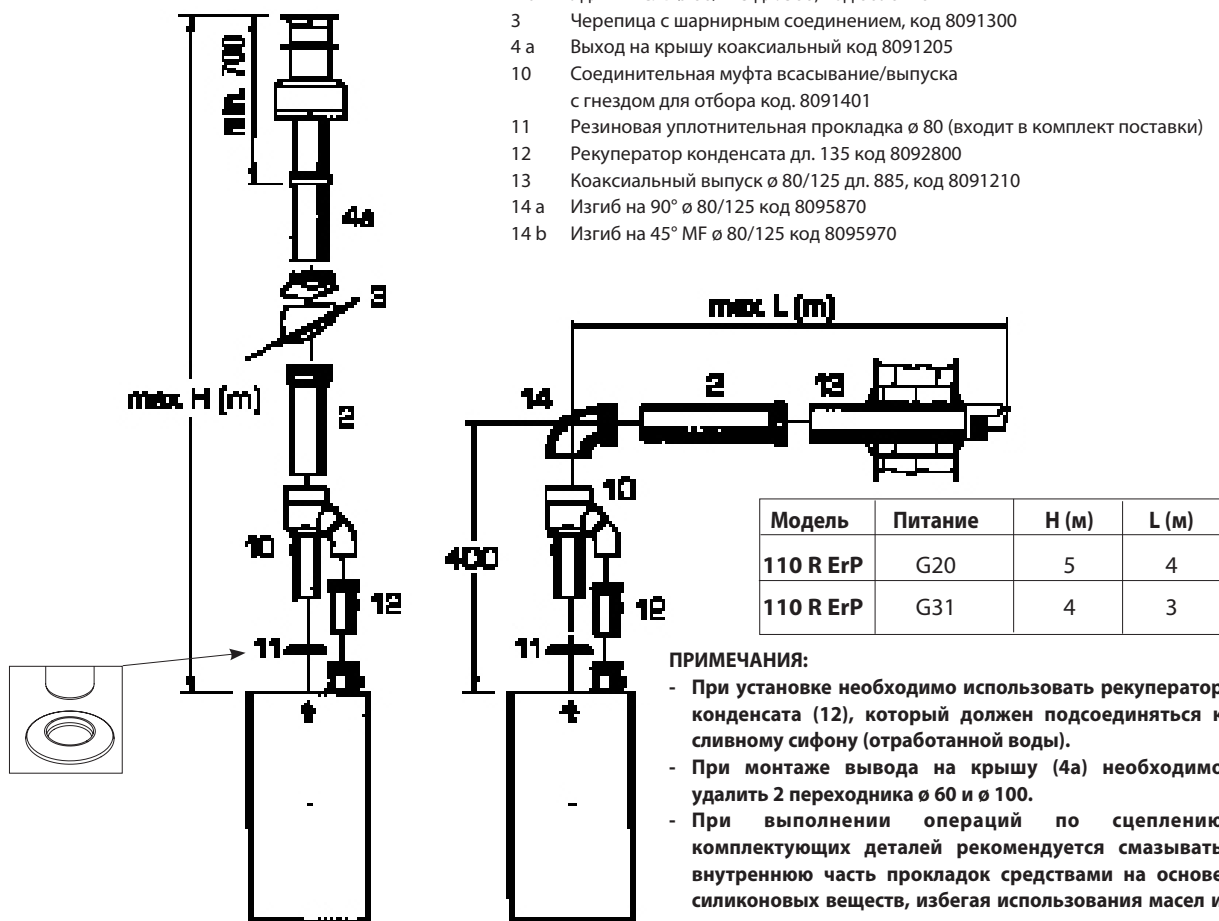 3 Черепица с шарнирным соединением, код 8091300
4 a Выход на крышу коаксиальный код 8091205
10 Соединительная муфта всасывание/выпуска
с гнездом для отбора код. 8091401
11 Резиновая уплотнительная прокладка ø 80 (входит в комплект поставки)
12 Рекуператор конденсата дл. 135 код 8092800
13 Коаксиальный выпуск ø 80/125 дл. 885, код 8091210
14 a Изгиб на 90° ø 80/125 код 8095870
14 b Изгиб на 45° MF ø 80/125 код 8095970
min. 700
4a
3
max. H (m)
2
10
12
11
max. L (m)
14
2
13
10
400
12
11
Модель Питание H (м) L (м)
110 R ErP G20 5 4
110 R ErP G31 4 3
ПРИМЕЧАНИЯ:
- При установке необходимо использовать рекуператор
конденсата (12), который должен подсоединяться к
сливному сифону (отработанной воды).
- При монтаже вывода на крышу (4a) необходимо
удалить 2 переходника ø 60 и ø 100.
- При выполнении операций по сцеплению
комплектующих деталей рекомендуется смазывать
внутреннюю часть прокладок средствами на основе
силиконовых веществ, избегая использования масел и